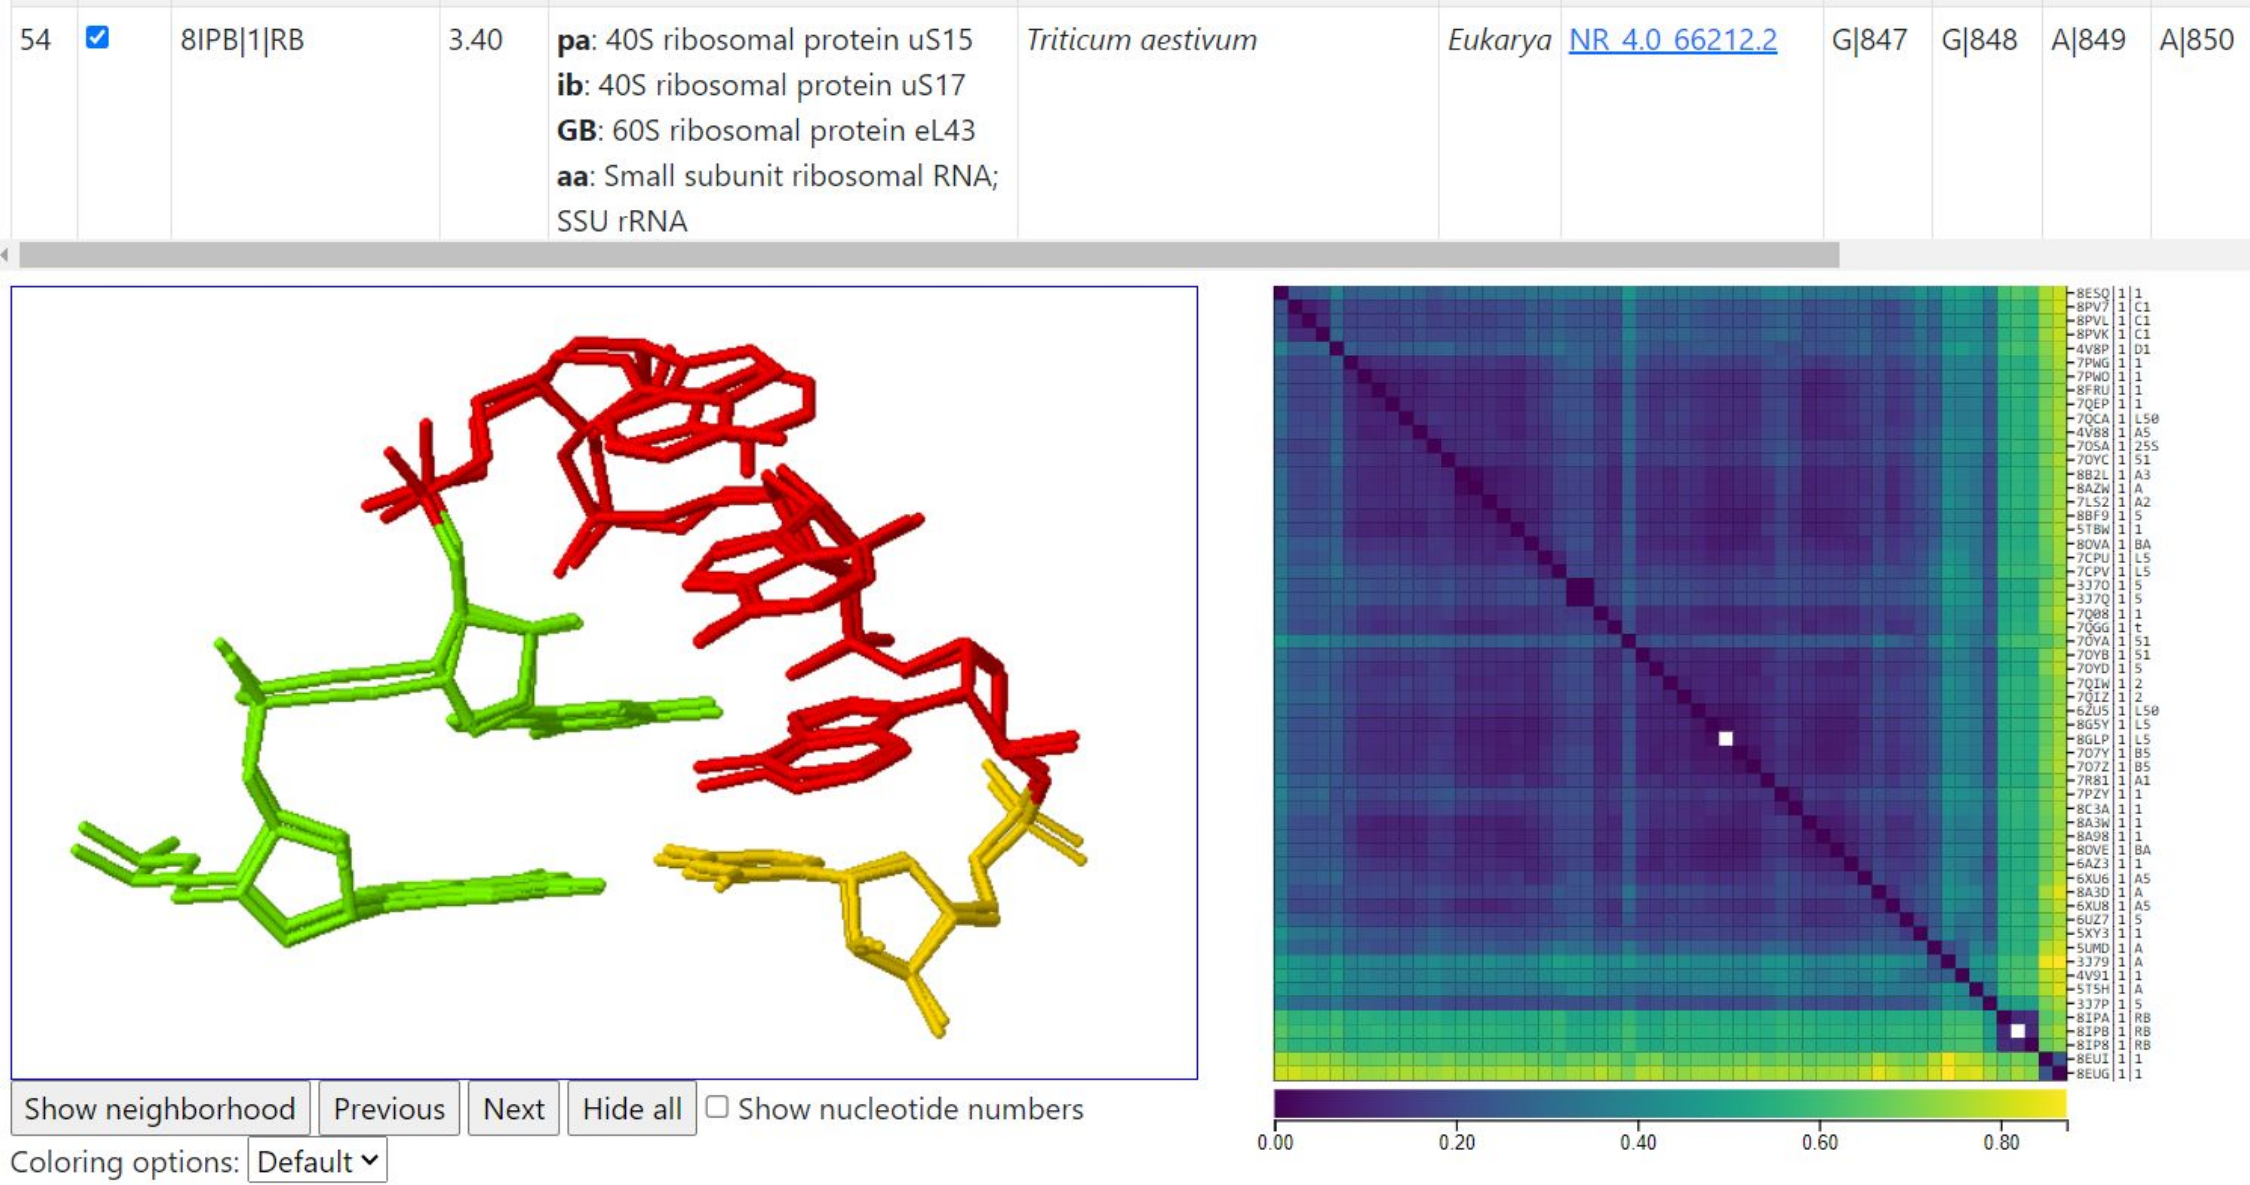 54 8IPB|1|RB 3.40 pa: 40S ribosomal protein uS15 Triticum aestivum Eukarya NR_4.0_66212.2 G|847 G|848 A|849 A|850
ib: 40S ribosomal protein uS17
GB: 60S ribosomal protein eL43
aa: Small subunit ribosomal RNA;
SSU rRNA
8ESQ|1|1
8PV7|1|C1
8PVL|1|C1
8PVK|1|C1
4V8P|1|D1
7PWG|1|1
7PWO|1|1
8FRU|1|1
7QEP|1|1
7QCA|1|L50
4V88|1|A5
7OSA|1|25S
7OYC|1|51
8B2L|1|A3
8AZW|1|A
7LS2|1|A2
8BF9|1|5
5TBW|1|1
8OVA|1|BA
7CPU|1|L5
7CPV|1|L5
3J7O|1|5
3J7Q|1|5
7Q08|1|1
7QGG|1|t
7OYA|1|51
7OYB|1|51
7OYD|1|5
7QIW|1|2
7QIZ|1|2
6ZU5|1|L50
8G5Y|1|L5
8GLP|1|L5
7O7Y|1|B5
7O7Z|1|B5
7R81|1|A1
7PZY|1|1
8C3A|1|1
8A3W|1|1
8A98|1|1
8OVE|1|BA
6AZ3|1|1
6XU6|1|A5
8A3D|1|A
6XU8|1|A5
6UZ7|1|5
5XY3|1|1
5UMD|1|A
3J79|1|A
4V91|1|1
5T5H|1|A
3J7P|1|5
8IPA|1|RB
8IPB|1|RB
8IP8|1|RB
8EUI|1|1
8EUG|1|1
0.00 0.20 0.40 0.60 0.80
Show neighborhood Previous Next Hide all Show nucleotide numbers
Coloring options: Default